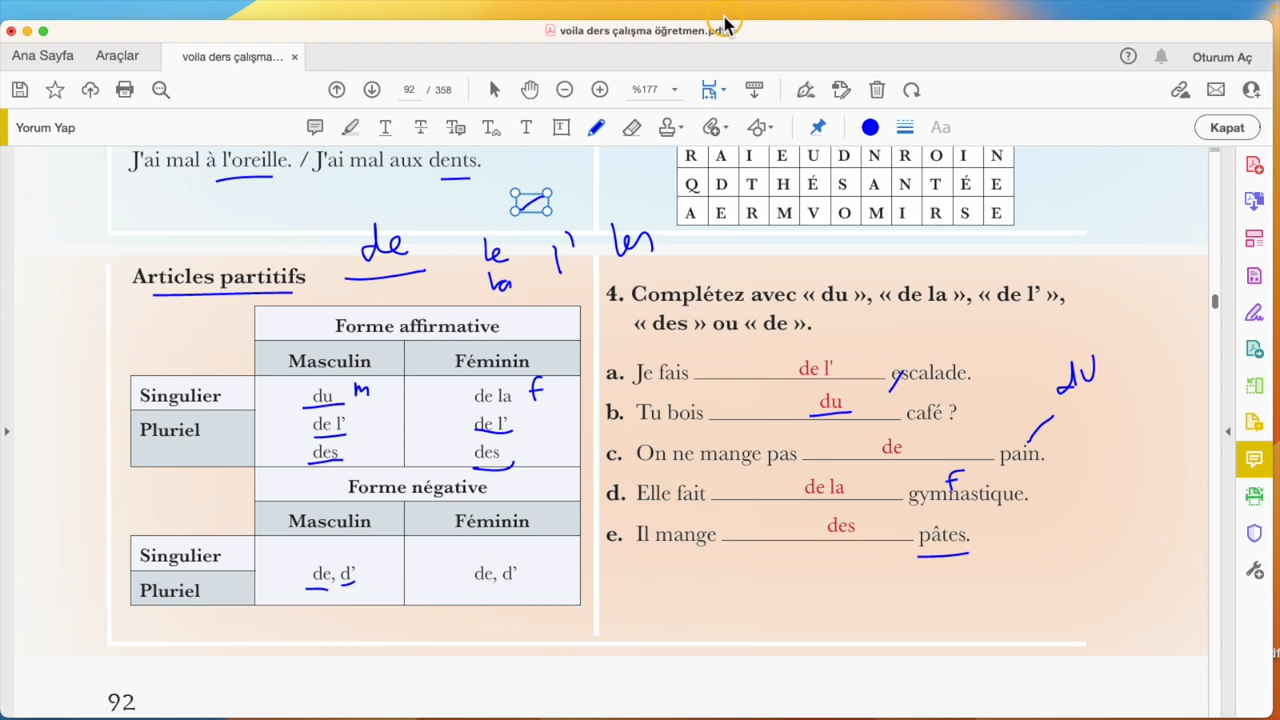 voila ders çalışma öğretmen.pdf
Ana Sayfa Araçlar voila ders çalışma... × Oturum Aç
92 / 358 %177
Yorum Yap Aa Kapat
J'ai mal à l'oreille. / J'ai mal aux dents.
R A I E U D N R O I N
Q D T H É S A N T É E
A E R M V O M I R S E
de le la l' les
Articles partitifs
Forme affirmative
Masculin Féminin
Singulier du m de la f
Pluriel de l' de l'
des des
Forme négative
Masculin Féminin
Singulier
de, d' de, d'
Pluriel
4. Complétez avec « du », « de la », « de l' »,
« des » ou « de ».
a. Je fais de l' escalade.
du
b. Tu bois du café ?
c. On ne mange pas de pain.
f
d. Elle fait de la gymnastique.
e. Il mange des pâtes.
92